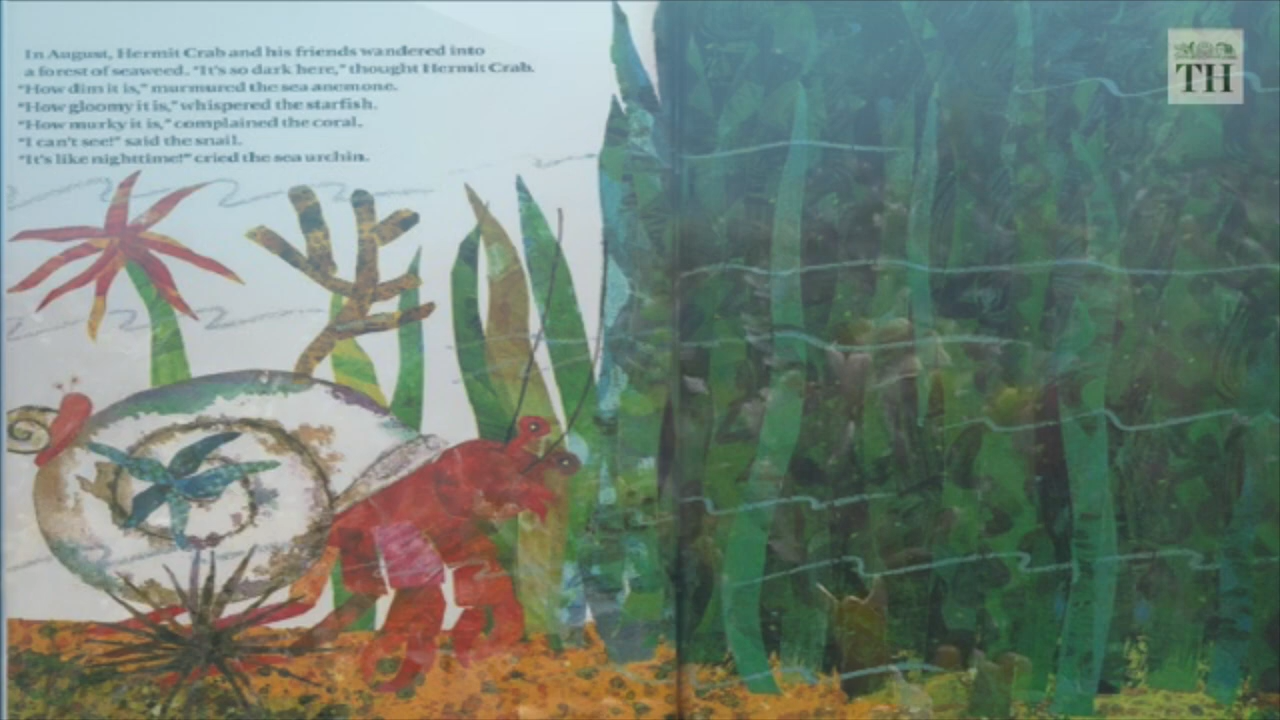 In August, Hermit Crab and his friends wandered into
a forest of seaweed. "It's so dark here," thought Hermit Crab.
"How dim it is," murmured the sea anemone.
"How gloomy it is," whispered the starfish.
"How murky it is," complained the coral.
"I can't see!" said the snail.
"It's like nighttime!" cried the sea urchin.
TH